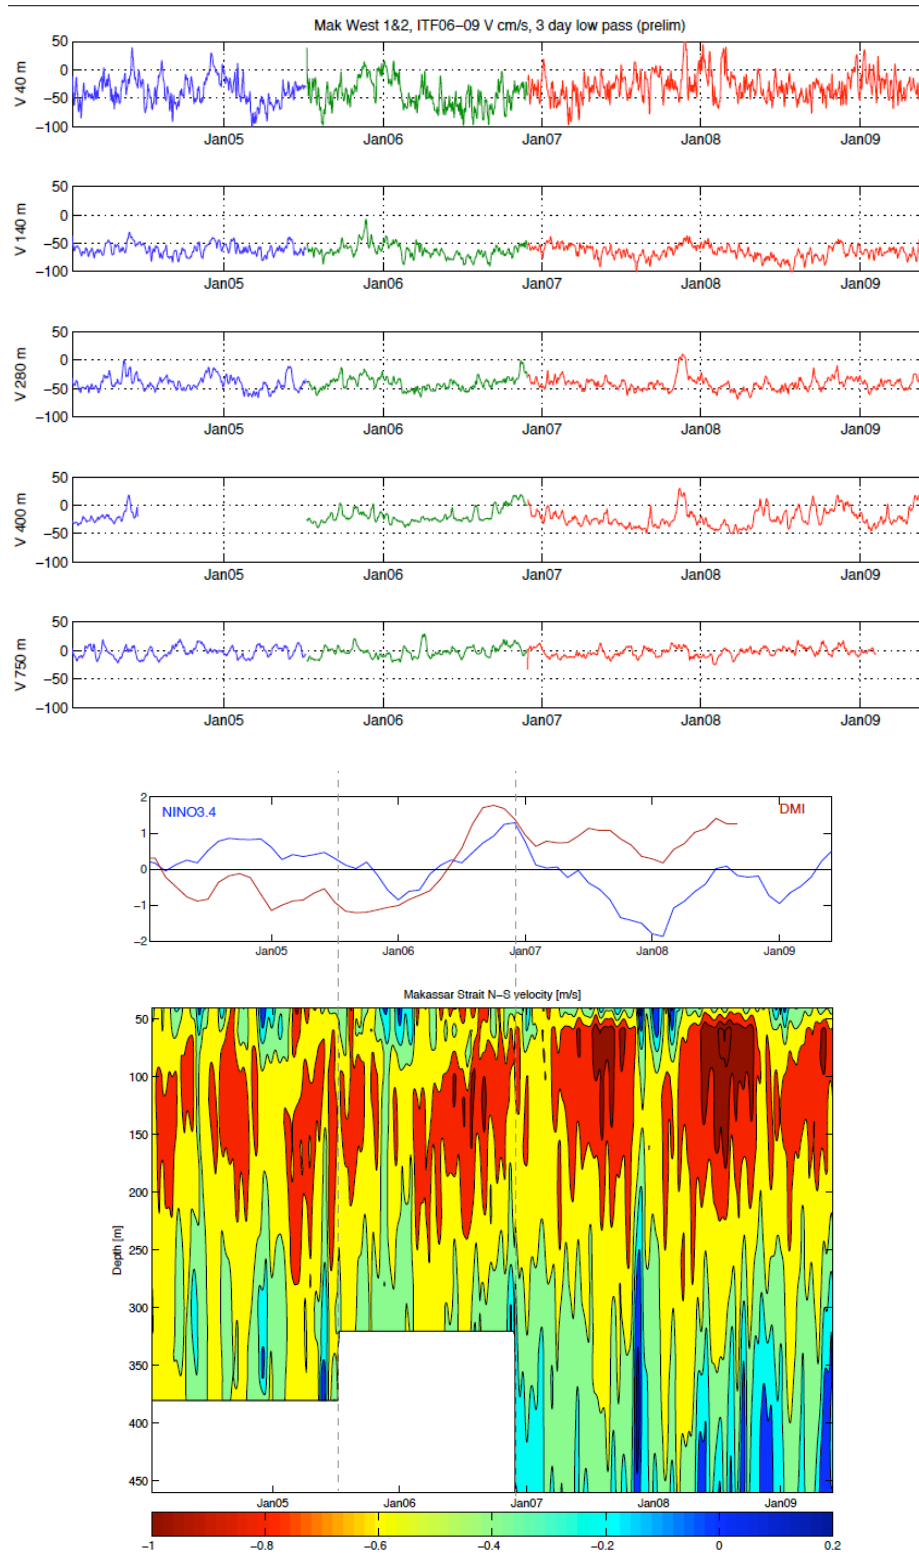 Mak West 1&2, ITF06−09 V cm/s, 3 day low pass (prelim)
V 40 m
50
0
−50
−100
Jan05 Jan06 Jan07 Jan08 Jan09
V 140 m
50
0
−50
−100
Jan05 Jan06 Jan07 Jan08 Jan09
V 280 m
50
0
−50
−100
Jan05 Jan06 Jan07 Jan08 Jan09
V 400 m
50
0
−50
−100
Jan05 Jan06 Jan07 Jan08 Jan09
V 750 m
50
0
−50
−100
Jan05 Jan06 Jan07 Jan08 Jan09
NINO3.4 DMI
2
1
0
−1
−2
Jan05 Jan06 Jan07 Jan08 Jan09
Makassar Strait N−S velocity [m/s]
Depth [m]
50
100
150
200
250
300
350
400
450
Jan05 Jan06 Jan07 Jan08 Jan09
−1 −0.8 −0.6 −0.4 −0.2 0 0.2